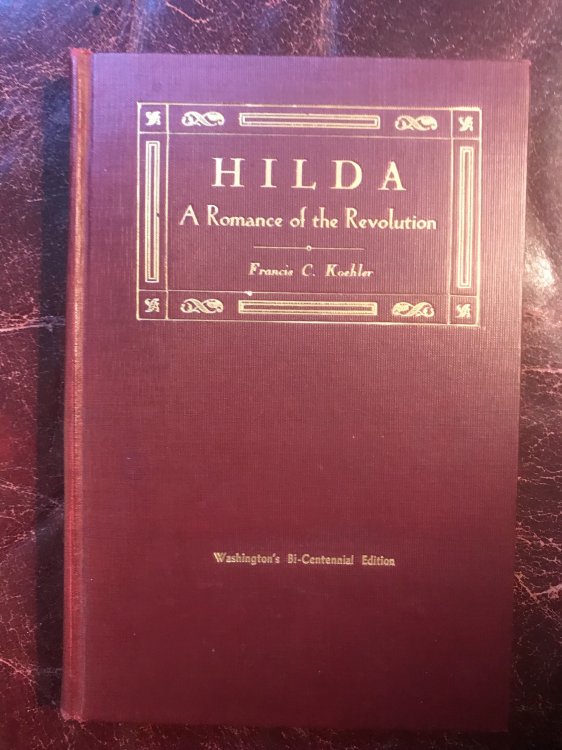 HILDA
A Romance of the Revolution
Francis C. Koehler
Washington's Bi-Centennial Edition